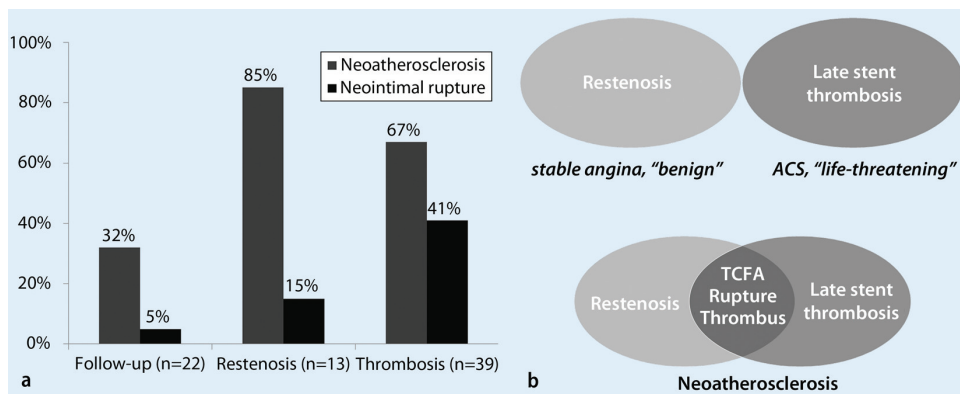 100%
80%
60%
40%
20%
0%
Neoatherosclerosis
Neointimal rupture
32%
5%
85%
15%
67%
41%
Follow-up (n=22)
Restenosis (n=13)
Thrombosis (n=39)
a
Restenosis
Late stent
thrombosis
stable angina, “benign”
ACS, “life-threatening”
Restenosis
TCFA
Rupture
Thrombus
Late stent
thrombosis
b
Neoatherosclerosis